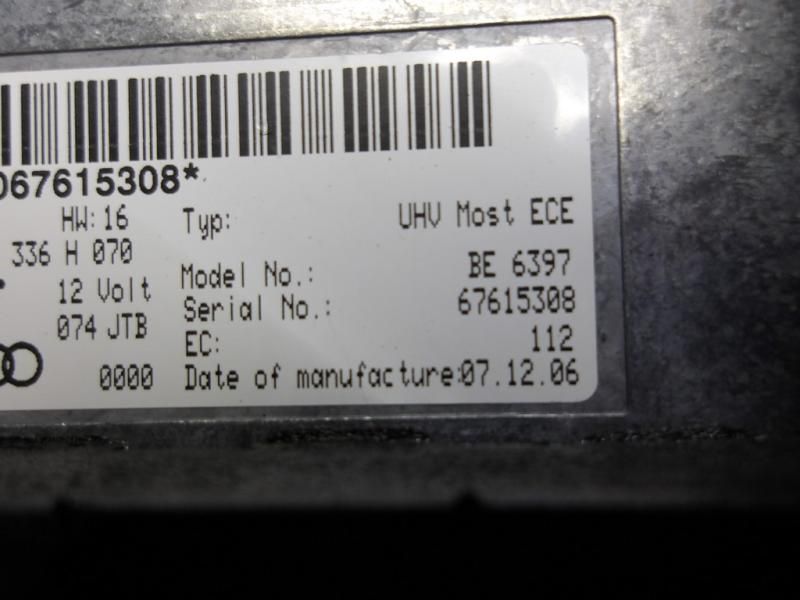 067615308*
HW: 16 Typ: UHV Most ECE
336 H 070
Model No.: BE 6397
12 Volt Serial No.: 67615308
074 JTB EC: 112
0000 Date of manufacture:07.12.06